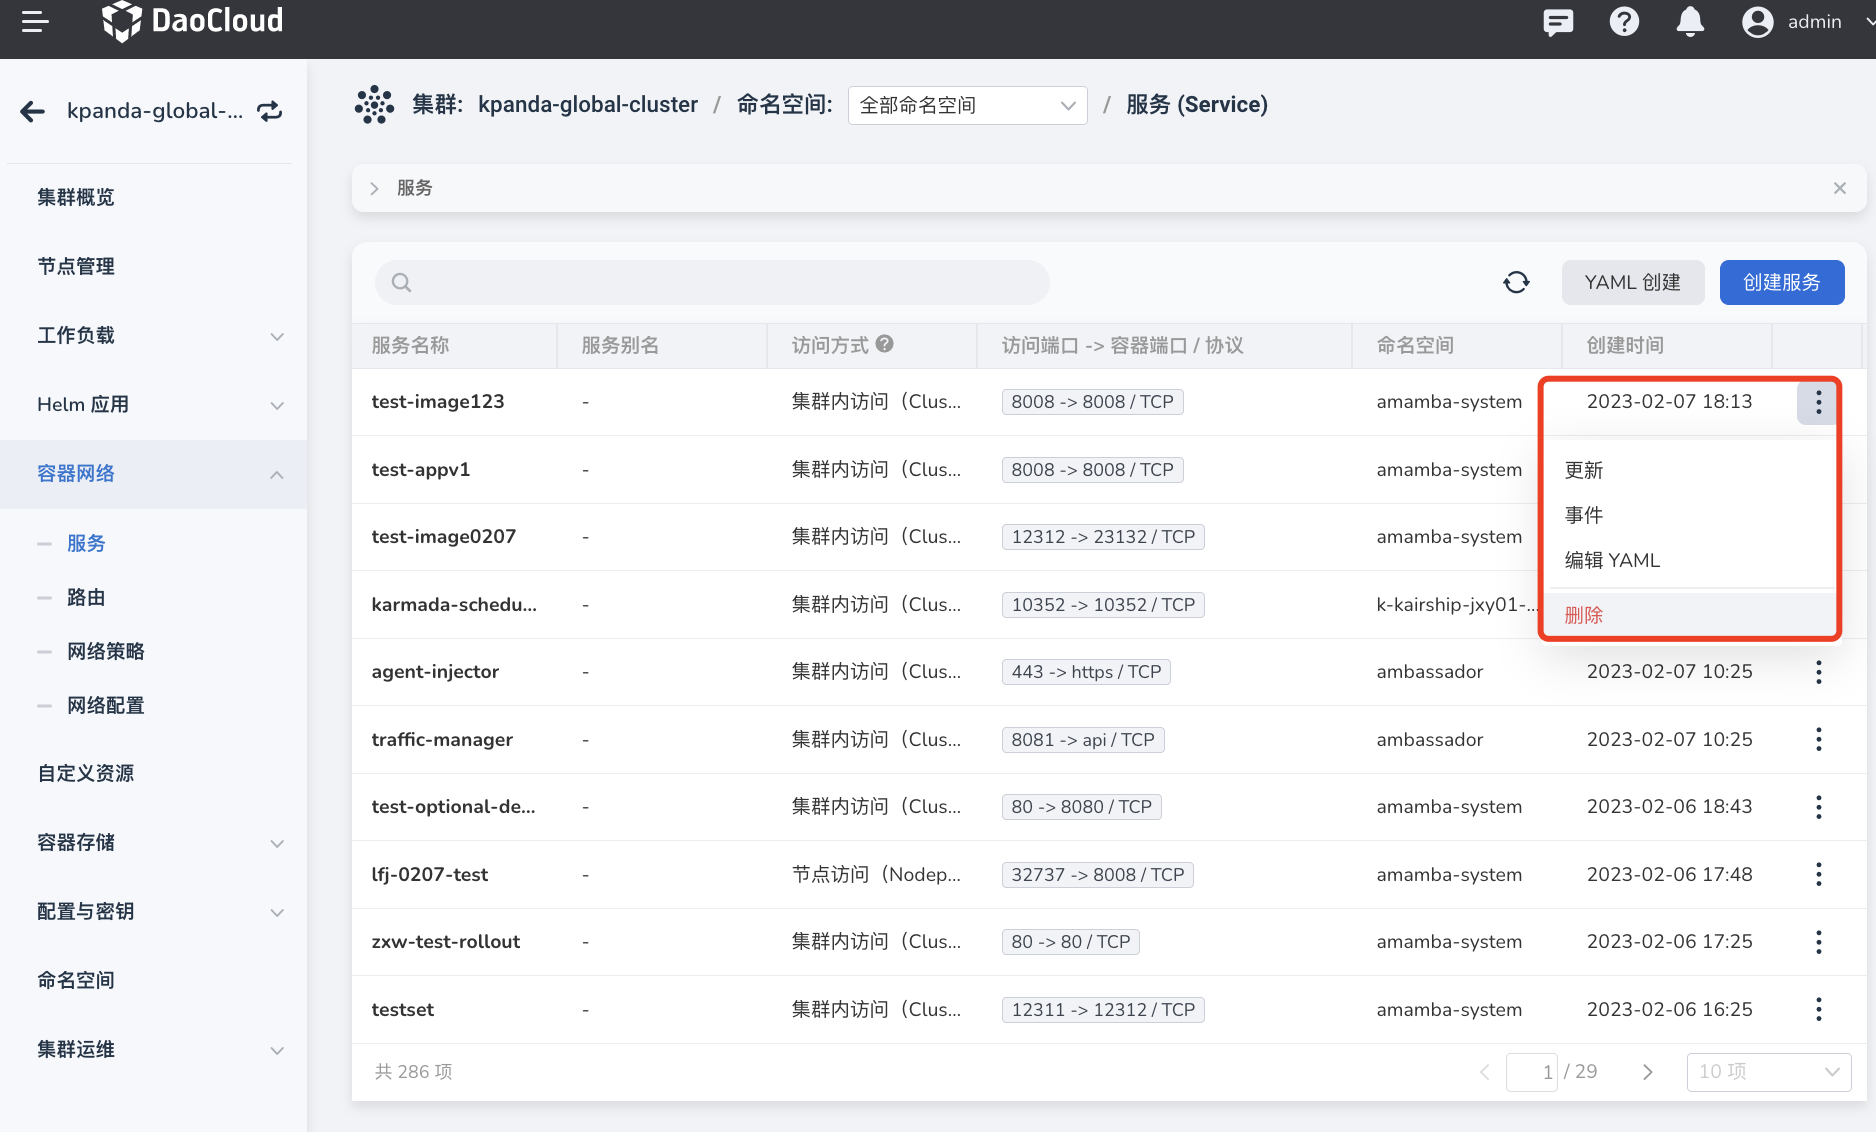 DaoCloud
admin
kpanda-global-...
集群概览
节点管理
工作负载
Helm 应用
容器网络
服务
路由
网络策略
网络配置
自定义资源
容器存储
配置与密钥
命名空间
集群运维
集群: kpanda-global-cluster / 命名空间: 全部命名空间 / 服务 (Service)
服务
YAML 创建 创建服务
服务名称 服务别名 访问方式 访问端口 -> 容器端口 / 协议 命名空间 创建时间
test-image123 - 集群内访问（Clus... 8008 -> 8008 / TCP amamba-system 2023-02-07 18:13
test-appv1 - 集群内访问（Clus... 8008 -> 8008 / TCP amamba-system
test-image0207 - 集群内访问（Clus... 12312 -> 23132 / TCP amamba-system
karmada-schedu... - 集群内访问（Clus... 10352 -> 10352 / TCP k-kairship-jxy01-...
更新
事件
编辑 YAML
删除
agent-injector - 集群内访问（Clus... 443 -> https / TCP ambassador 2023-02-07 10:25
traffic-manager - 集群内访问（Clus... 8081 -> api / TCP ambassador 2023-02-07 10:25
test-optional-de... - 集群内访问（Clus... 80 -> 8080 / TCP amamba-system 2023-02-06 18:43
lfj-0207-test - 节点访问（Nodep... 32737 -> 8008 / TCP amamba-system 2023-02-06 17:48
zxw-test-rollout - 集群内访问（Clus... 80 -> 80 / TCP amamba-system 2023-02-06 17:25
testset - 集群内访问（Clus... 12311 -> 12312 / TCP amamba-system 2023-02-06 16:25
共 286 项 1 / 29 10 项